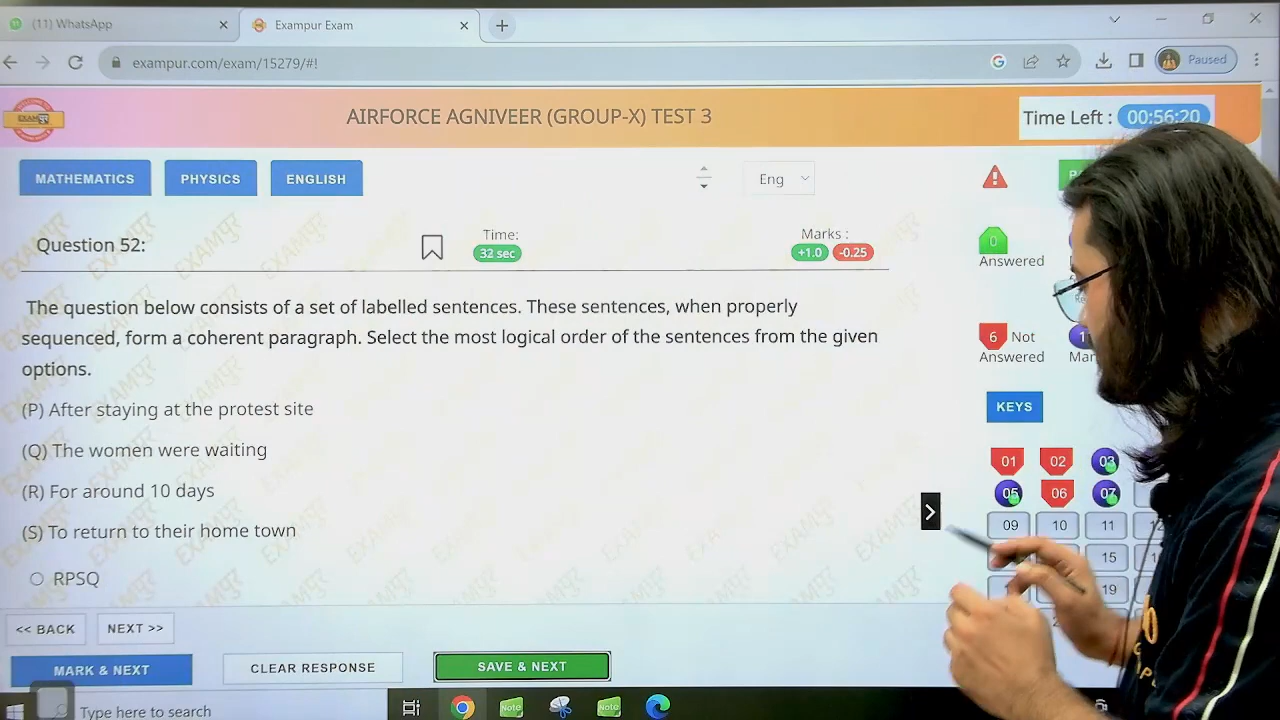 (11) WhatsApp
Exampur Exam
exampur.com/exam/15279/#!
Paused
AIRFORCE AGNIVEER (GROUP-X) TEST 3
Time Left : 00:56:20
MATHEMATICS PHYSICS ENGLISH
Eng
Question 52:
Time:
32 sec
Marks :
+1.0 -0.25
0
Answered
The question below consists of a set of labelled sentences. These sentences, when properly
sequenced, form a coherent paragraph. Select the most logical order of the sentences from the given
options.
6 Not
Answered
(P) After staying at the protest site
(Q) The women were waiting
(R) For around 10 days
(S) To return to their home town
RPSQ
KEYS
01 02 03
05 06 07
09 10 11
15
19
<< BACK NEXT >>
MARK & NEXT CLEAR RESPONSE SAVE & NEXT
Type here to search